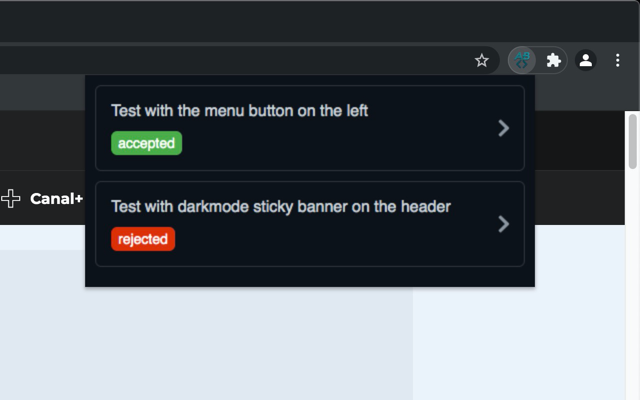 AB
Test with the menu button on the left
accepted
Canal+
Test with darkmode sticky banner on the header
rejected